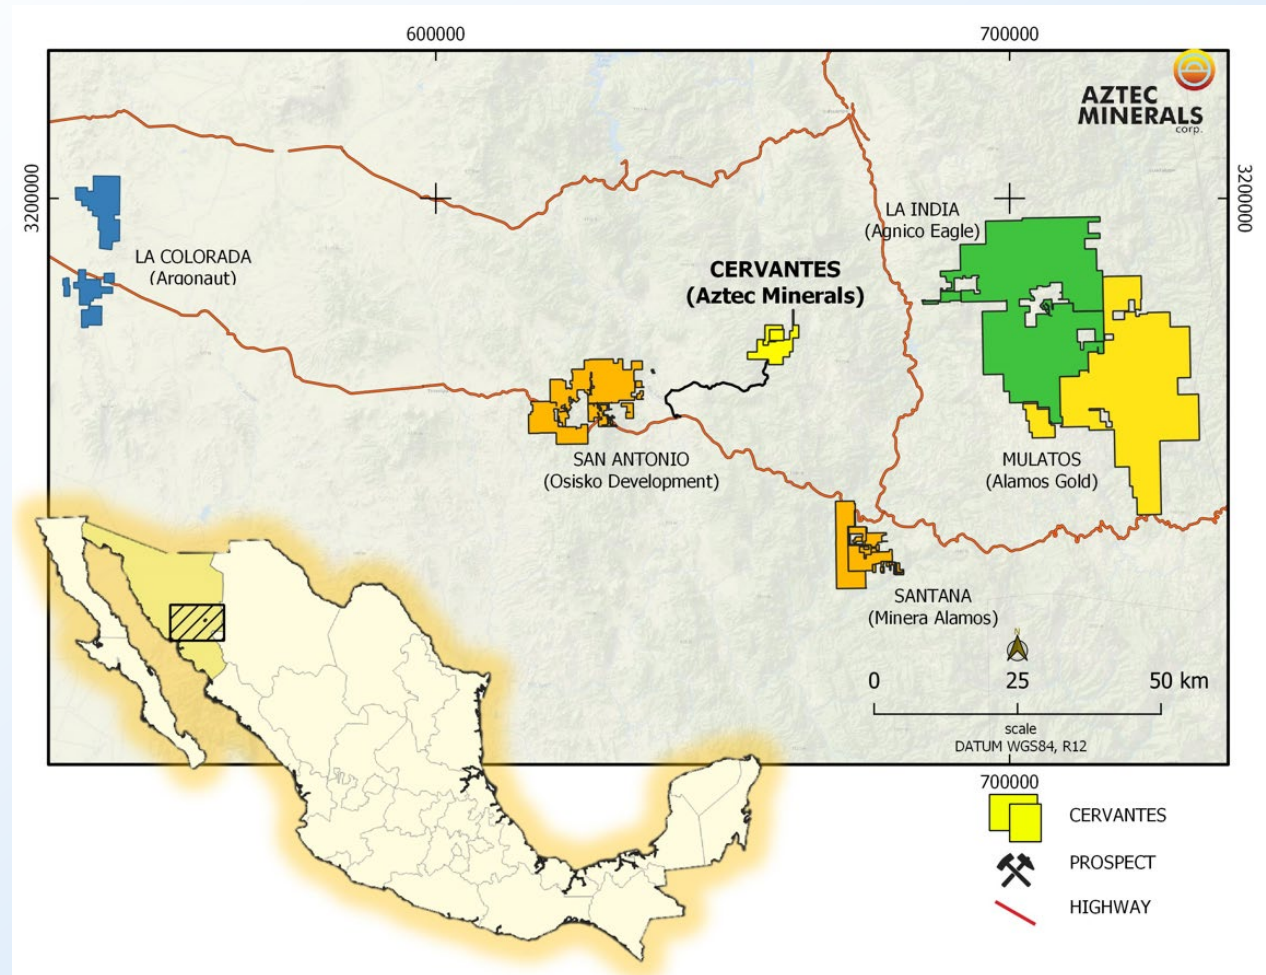 600000
700000
AZTEC
MINERALS
corp.
3200000
3200000
LA INDIA
(Agnico Eagle)
LA COLORADA
(Argonaut)
CERVANTES
(Aztec Minerals)
SAN ANTONIO
(Osisko Development)
MULATOS
(Alamos Gold)
SANTANA
(Minera Alamos)
N
0 25 50 km
scale
DATUM WGS84, R12
700000
CERVANTES
PROSPECT
HIGHWAY